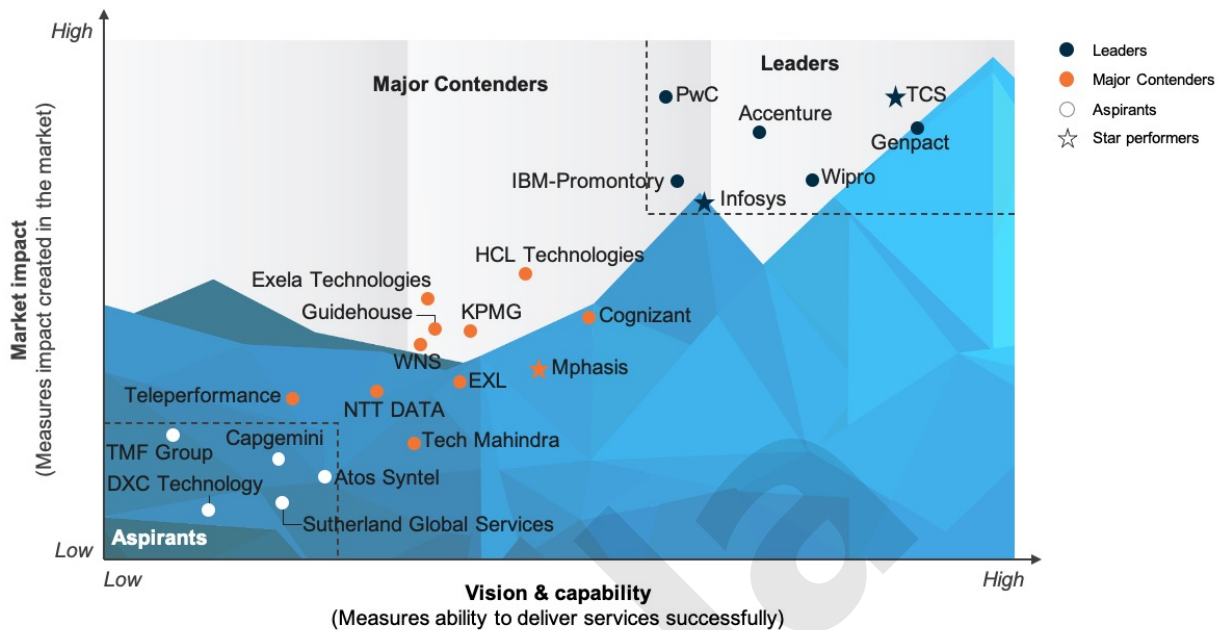 High
Leaders
Major Contenders
Leaders
Major Contenders
PwC
TCS
Aspirants
Accenture
Star performers
Genpact
IBM-Promontory
Wipro
Infosys
HCL Technologies
Exela Technologies
Guidehouse
KPMG
Cognizant
WNS
Mphasis
EXL
Teleperformance
NTT DATA
Capgemini
Tech Mahindra
TMF Group
Atos Syntel
DXC Technology
Sutherland Global Services
Aspirants
Market impact
(Measures impact created in the market)
Low
Low
High
Vision & capability
(Measures ability to deliver services successfully)